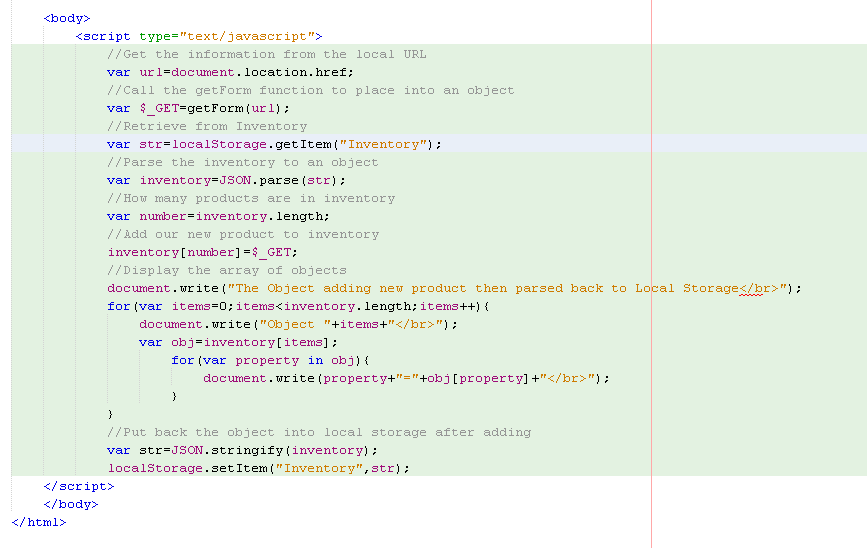 <body>
<script type="text/javascript">
//Get the information from the local URL
var url=document.location.href;
//Call the getForm function to place into an object
var $_GET=getForm(url);
//Retrieve from Inventory
var str=localStorage.getItem("Inventory");
//Parse the inventory to an object
var inventory=JSON.parse(str);
//How many products are in inventory
var number=inventory.length;
//Add our new product to inventory
inventory[number]=$_GET;
//Display the array of objects
document.write("The Object adding new product then parsed back to Local Storage</br>");
for(var items=0;items<inventory.length;items++){
document.write("Object "+items+"</br>");
var obj=inventory[items];
for(var property in obj){
document.write(property+"="+obj[property]+"</br>");
}
}
//Put back the object into local storage after adding
var str=JSON.stringify(inventory);
localStorage.setItem("Inventory",str);
</script>
</body>
</html>